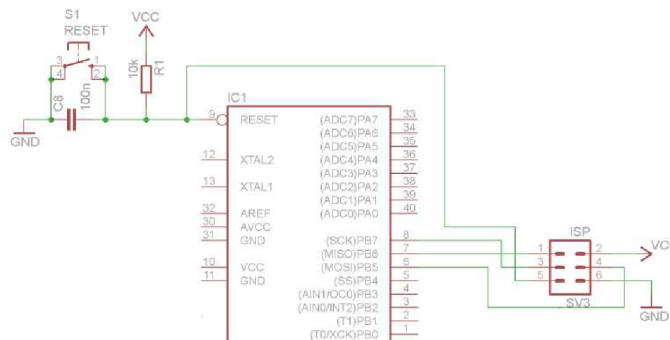 S1
RESET
VCC
3
1
4
2
10k
R1
C8
100n
GND
IC1
9
RESET
(ADC7)PA7
33
(ADC6)PA6
34
(ADC5)PA5
35
12
XTAL2
(ADC4)PA4
36
(ADC3)PA3
37
13
XTAL1
(ADC2)PA2
38
(ADC1)PA1
39
32
AREF
(ADC0)PA0
40
30
AVCC
31
GND
(SCK)PB7
8
(MISO)PB6
7
10
VCC
(MOSI)PB5
6
11
GND
(SS)PB4
5
(AIN1/OC0)PB3
4
(AIN0/INT2)PB2
3
(T1)PB1
2
(T0/XCK)PB0
1
ISP
1
2
VC
3
4
5
6
SV3
GND